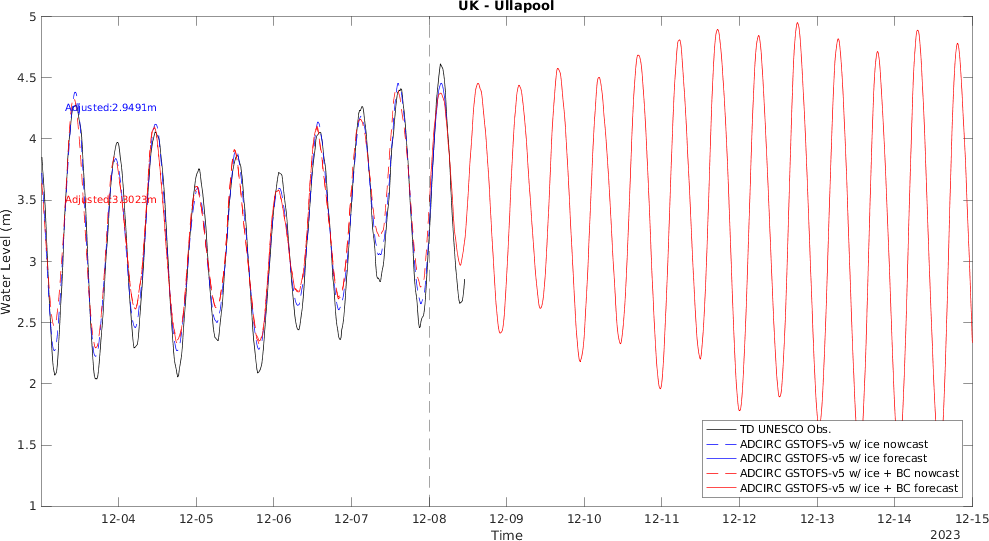 UK - Ullapool
5
4.5
4
3.5
3
2.5
2
1.5
1
Water Level (m)
Adjusted:2.9491m
Adjusted:3.3023m
TD UNESCO Obs.
ADCIRC GSTOFS-v5 w/ ice nowcast
ADCIRC GSTOFS-v5 w/ ice forecast
ADCIRC GSTOFS-v5 w/ ice + BC nowcast
ADCIRC GSTOFS-v5 w/ ice + BC forecast
12-04 12-05 12-06 12-07 12-08 12-09 12-10 12-11 12-12 12-13 12-14 12-15
Time
2023